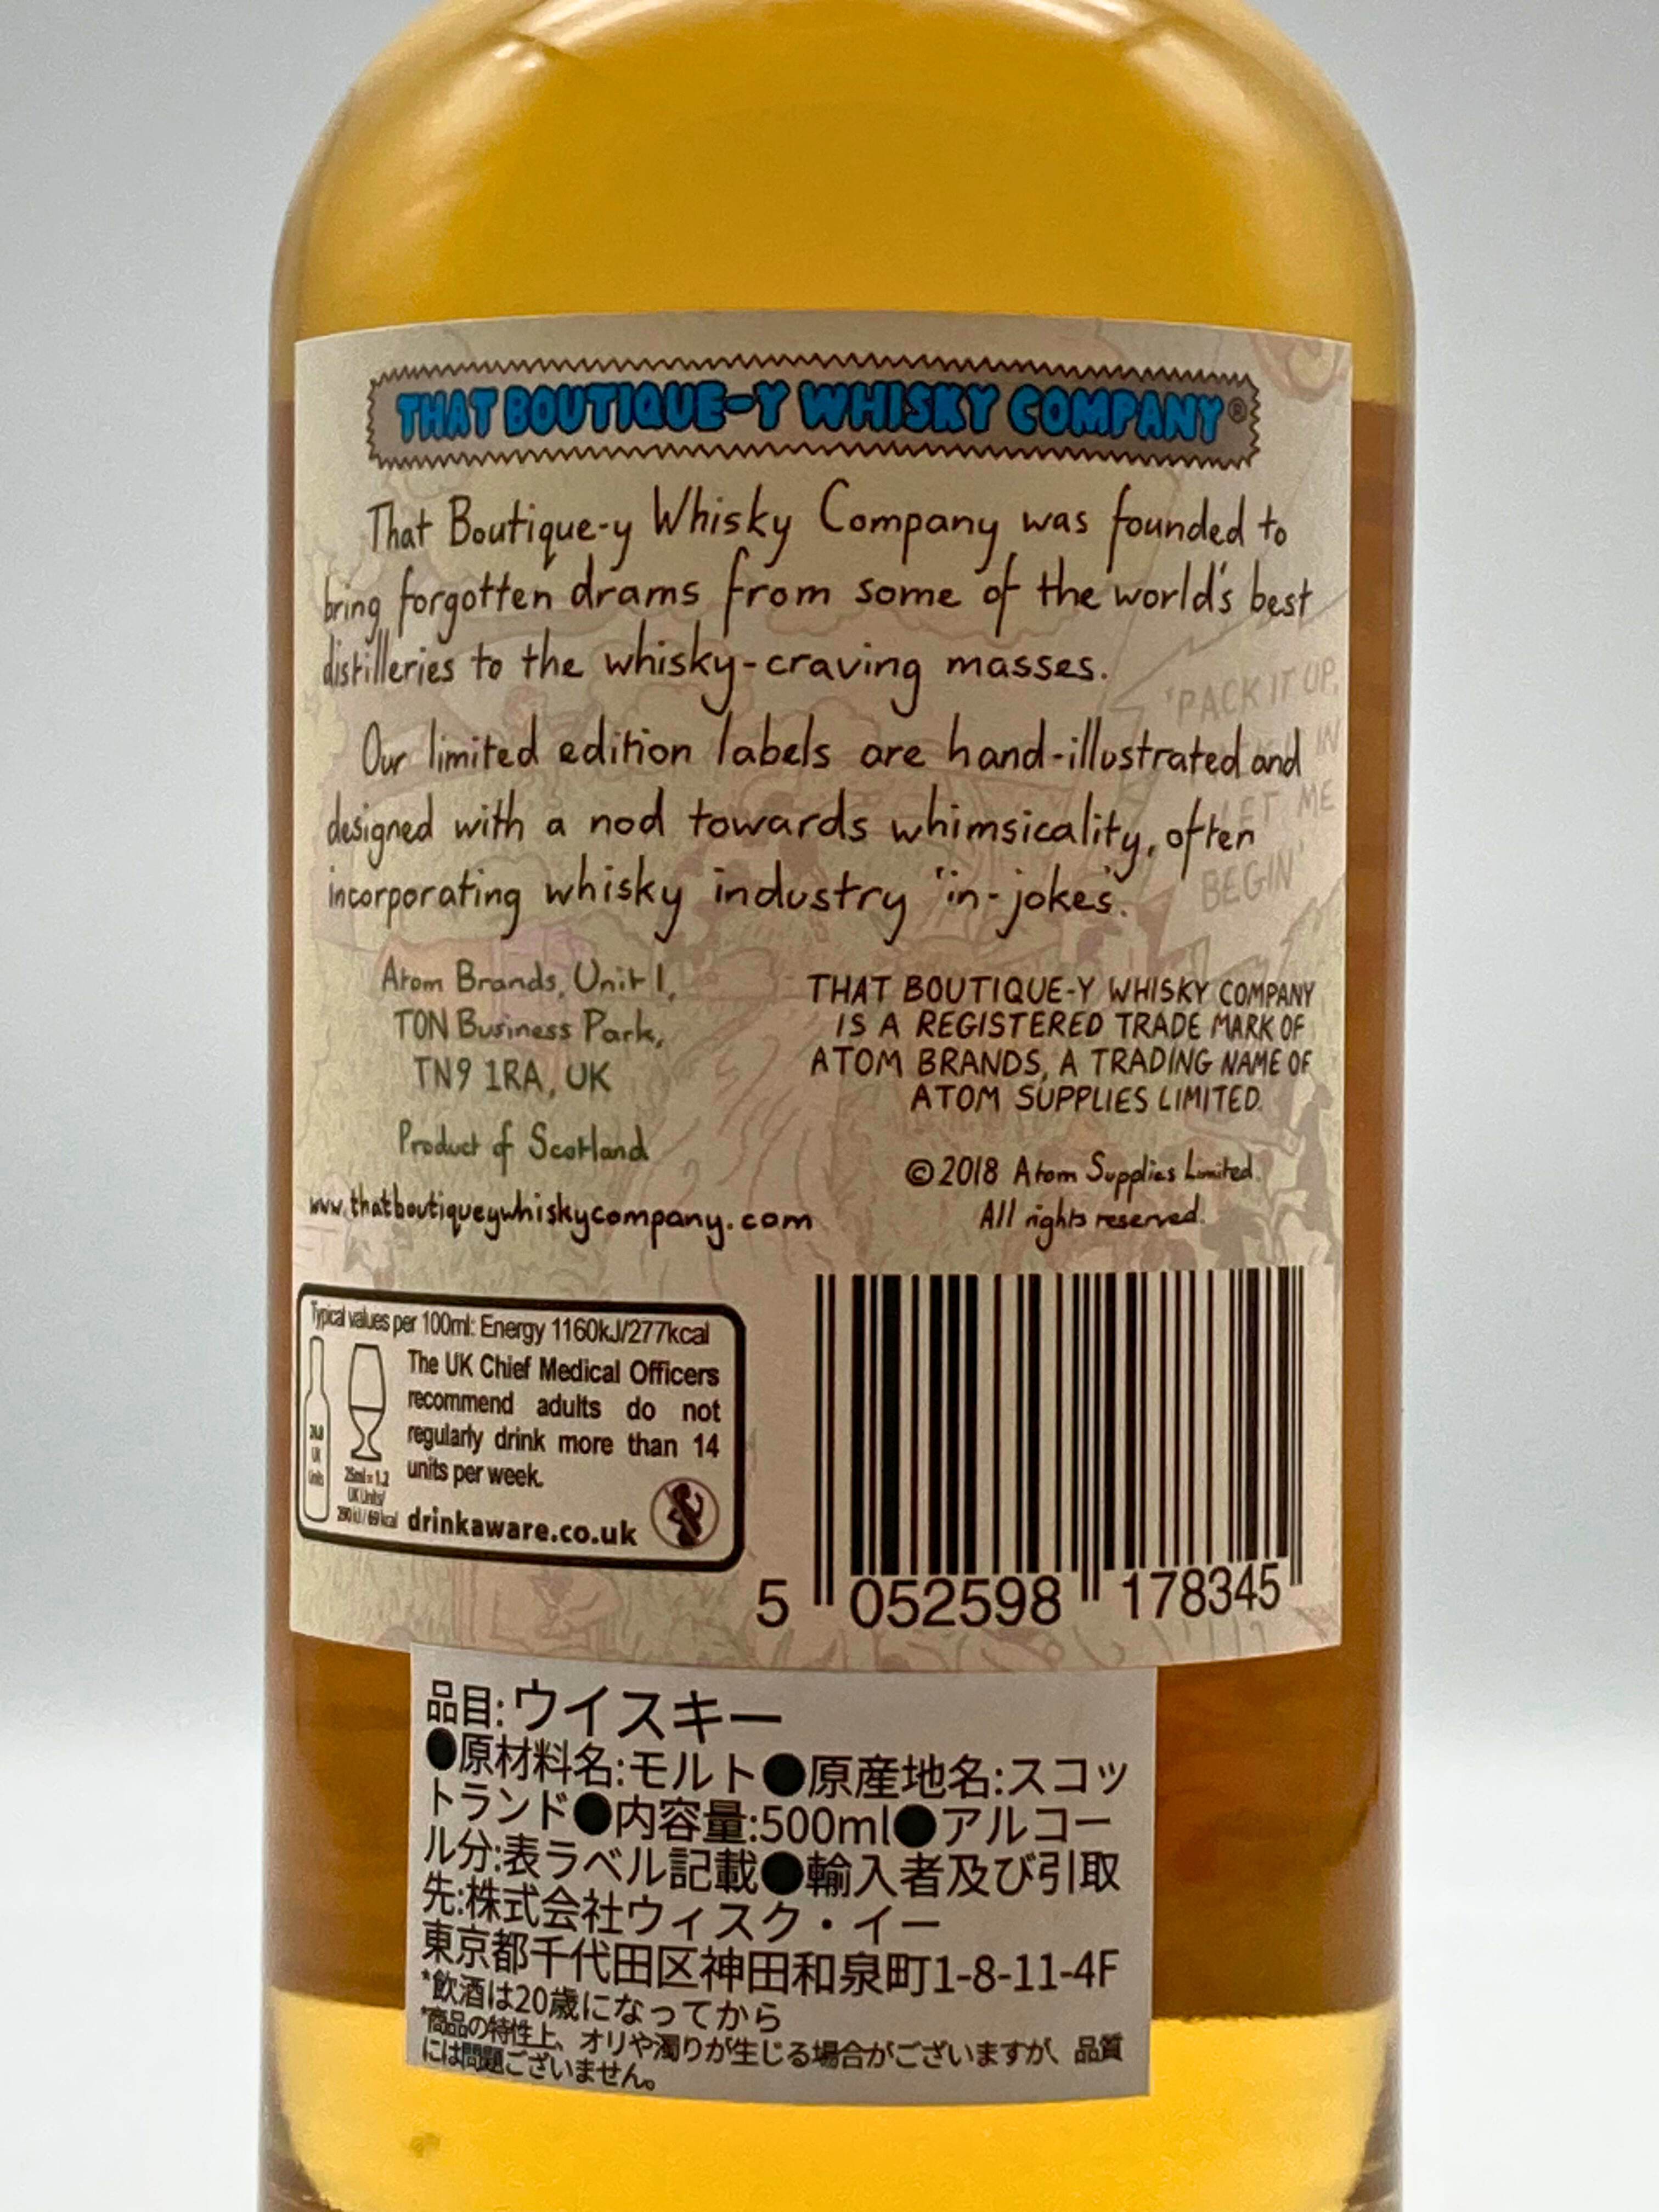 THAT BOUTIQUE-Y WHISKY COMPANY®
That Boutique-y Whisky Company was founded to
bring forgotten drams from some of the world's best
distilleries to the whisky-craving masses.
Our limited edition labels are hand-illustrated and
designed with a nod towards whimsicality, often
incorporating whisky industry 'in-jokes'.
'PACK IT UP,
IN
LET ME
BEGIN'
Atom Brands, Unit 1,
TON Business Park,
TN9 1RA, UK
Product of Scotland
www.thatboutiqueywhiskycompany.com
THAT BOUTIQUE-Y WHISKY COMPANY
IS A REGISTERED TRADE MARK OF
ATOM BRANDS, A TRADING NAME OF
ATOM SUPPLIES LIMITED.
©2018 Atom Supplies Limited.
All rights reserved.
Typical values per 100ml: Energy 1160kJ/277kcal
The UK Chief Medical Officers
recommend adults do not
regularly drink more than 14
units per week.
drinkaware.co.uk
UK
Units
25ml = 1.2
UK Units/
290kJ/69kcal
5 052598 178345
品目:ウイスキー
●原材料名:モルト●原産地名:スコッ
トランド●内容量:500ml●アルコー
ル分:表ラベル記載●輸入者及び引取
先:株式会社ウィスク・イー
東京都千代田区神田和泉町1-8-11-4F
*飲酒は20歳になってから
*商品の特性上、オリや濁りが生じる場合がございますが、品質
には問題ございません。